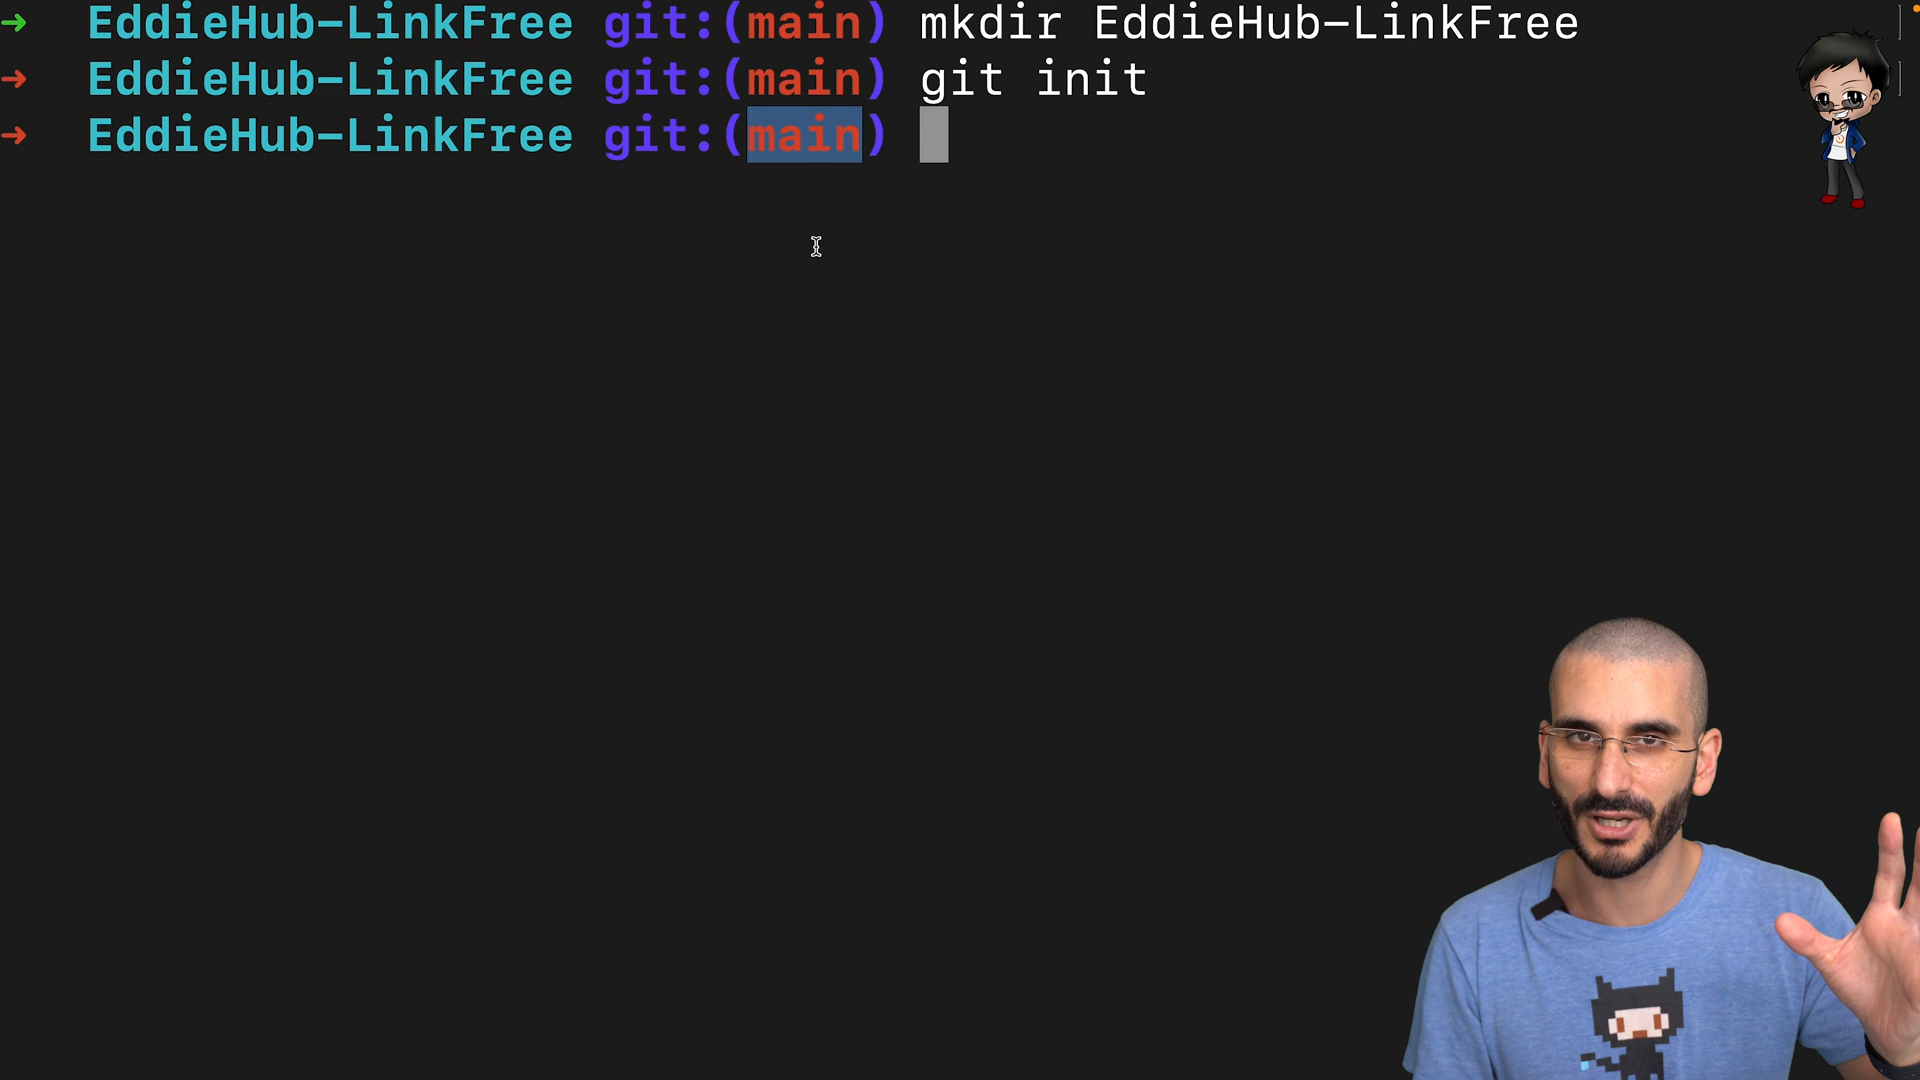 → EddieHub-LinkFree git:(main) mkdir EddieHub-LinkFree
→ EddieHub-LinkFree git:(main) git init
→ EddieHub-LinkFree git:(main)